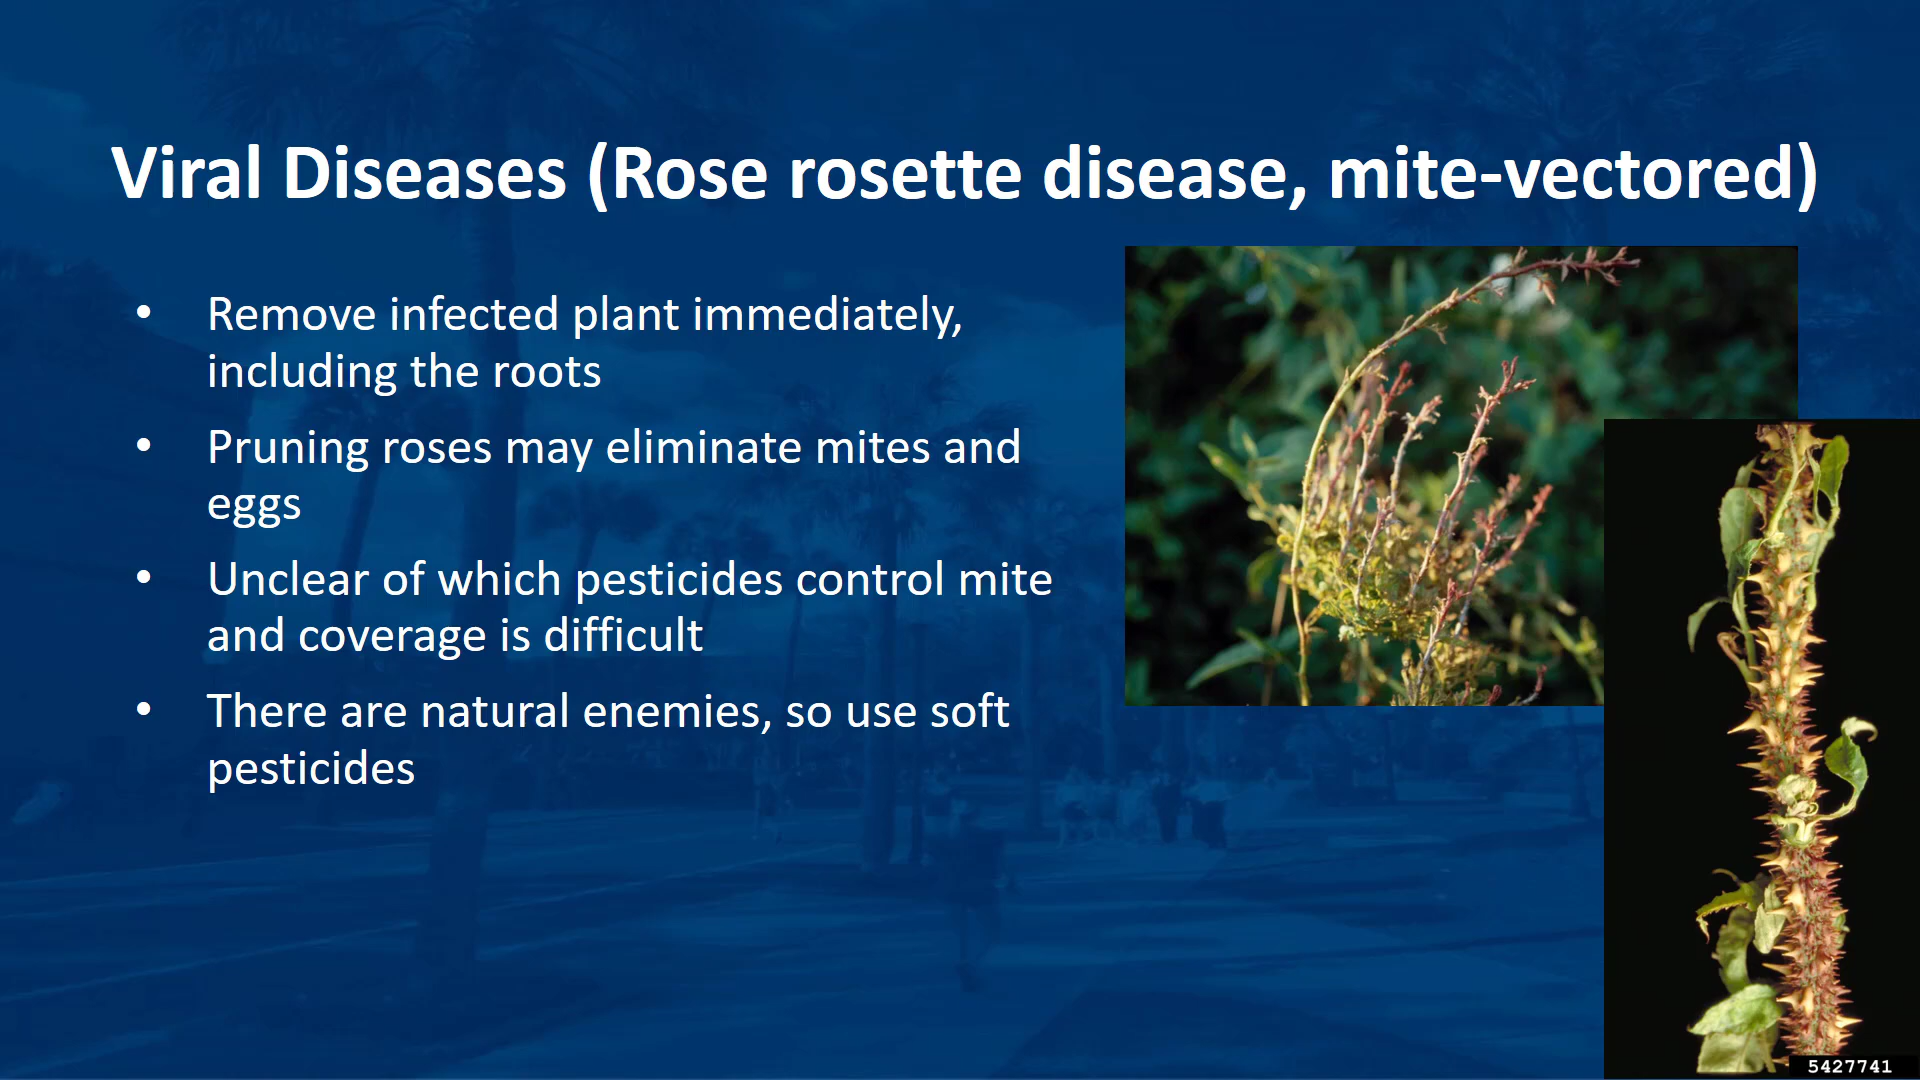 Viral Diseases (Rose rosette disease, mite-vectored)
• Remove infected plant immediately,
including the roots
• Pruning roses may eliminate mites and
eggs
• Unclear of which pesticides control mite
and coverage is difficult
• There are natural enemies, so use soft
pesticides
5427741